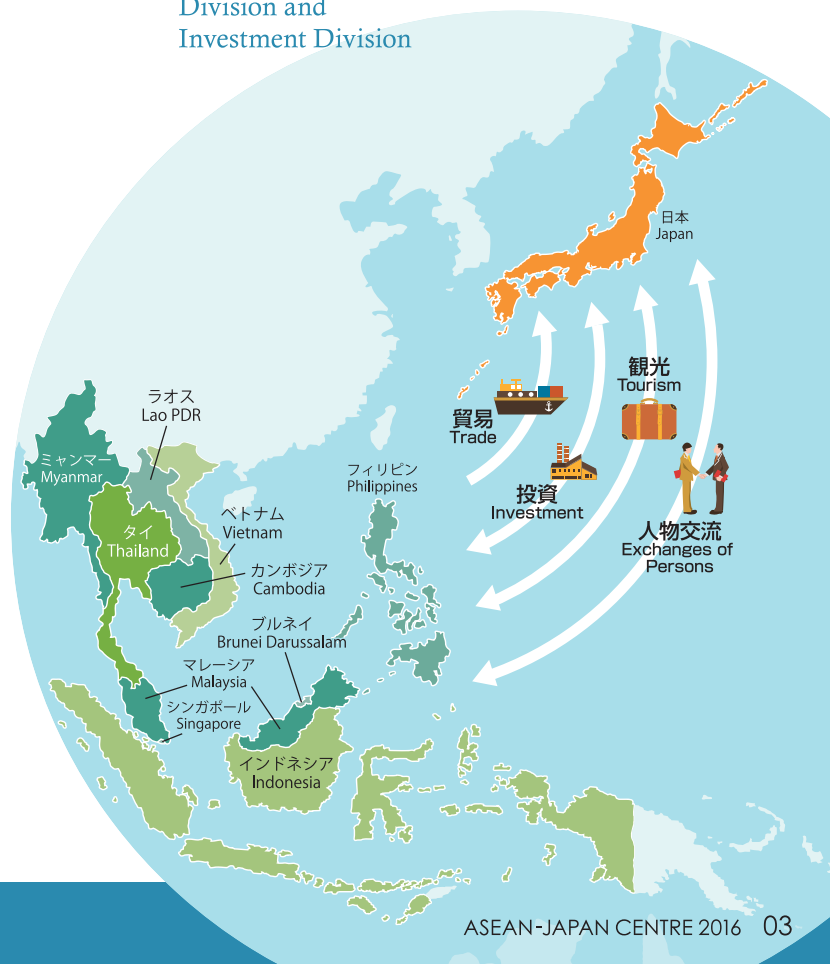 Division and
Investment Division
日本
Japan
観光
Tourism
貿易
Trade
投資
Investment
人物交流
Exchanges of
Persons
ラオス
Lao PDR
ミャンマー
Myanmar
タイ
Thailand
ベトナム
Vietnam
フィリピン
Philippines
カンボジア
Cambodia
ブルネイ
Brunei Darussalam
マレーシア
Malaysia
シンガポール
Singapore
インドネシア
Indonesia
ASEAN-JAPAN CENTRE 2016 03